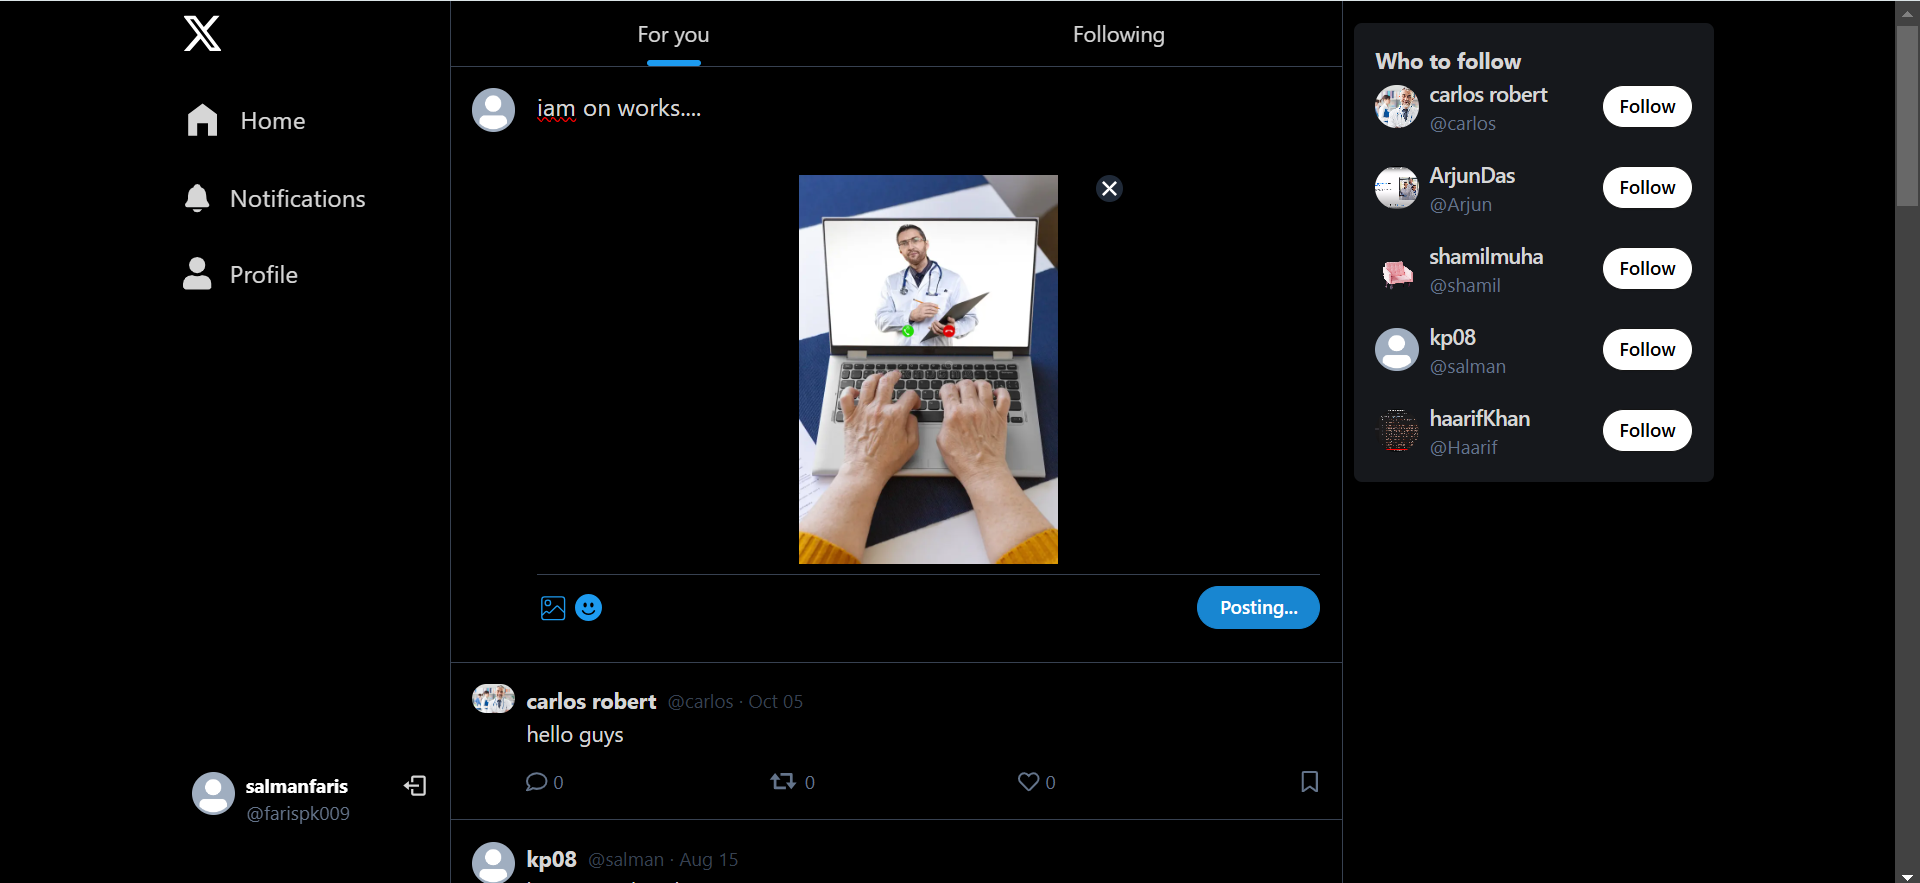 Home
Notifications
Profile
salmanfaris
@farispk009
For you
Following
iam on works....
Posting...
carlos robert @carlos · Oct 05
hello guys
0
0
0
kp08 @salman · Aug 15
Who to follow
carlos robert
@carlos
Follow
ArjunDas
@Arjun
Follow
shamilmuha
@shamil
Follow
kp08
@salman
Follow
haarifKhan
@Haarif
Follow